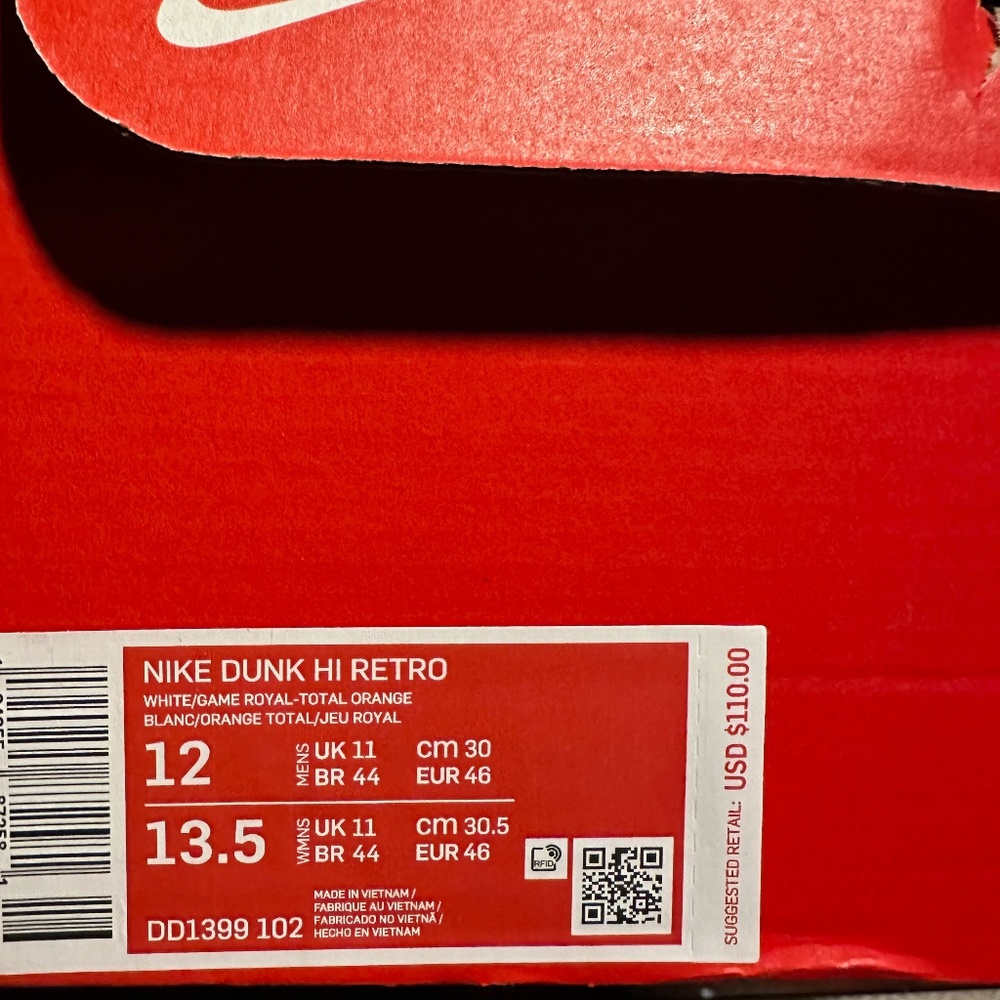 NIKE DUNK HI RETRO
WHITE/GAME ROYAL-TOTAL ORANGE
BLANC/ORANGE TOTAL/JEU ROYAL
12 MENS UK 11 cm 30
BR 44 EUR 46
13.5 WMNS UK 11 cm 30.5
BR 44 EUR 46
RFID
DD1399 102
MADE IN VIETNAM /
FABRIQUE AU VIETNAM /
FABRICADO NO VIETNÃ /
HECHO EN VIETNAM
SUGGESTED RETAIL: USD $110.00